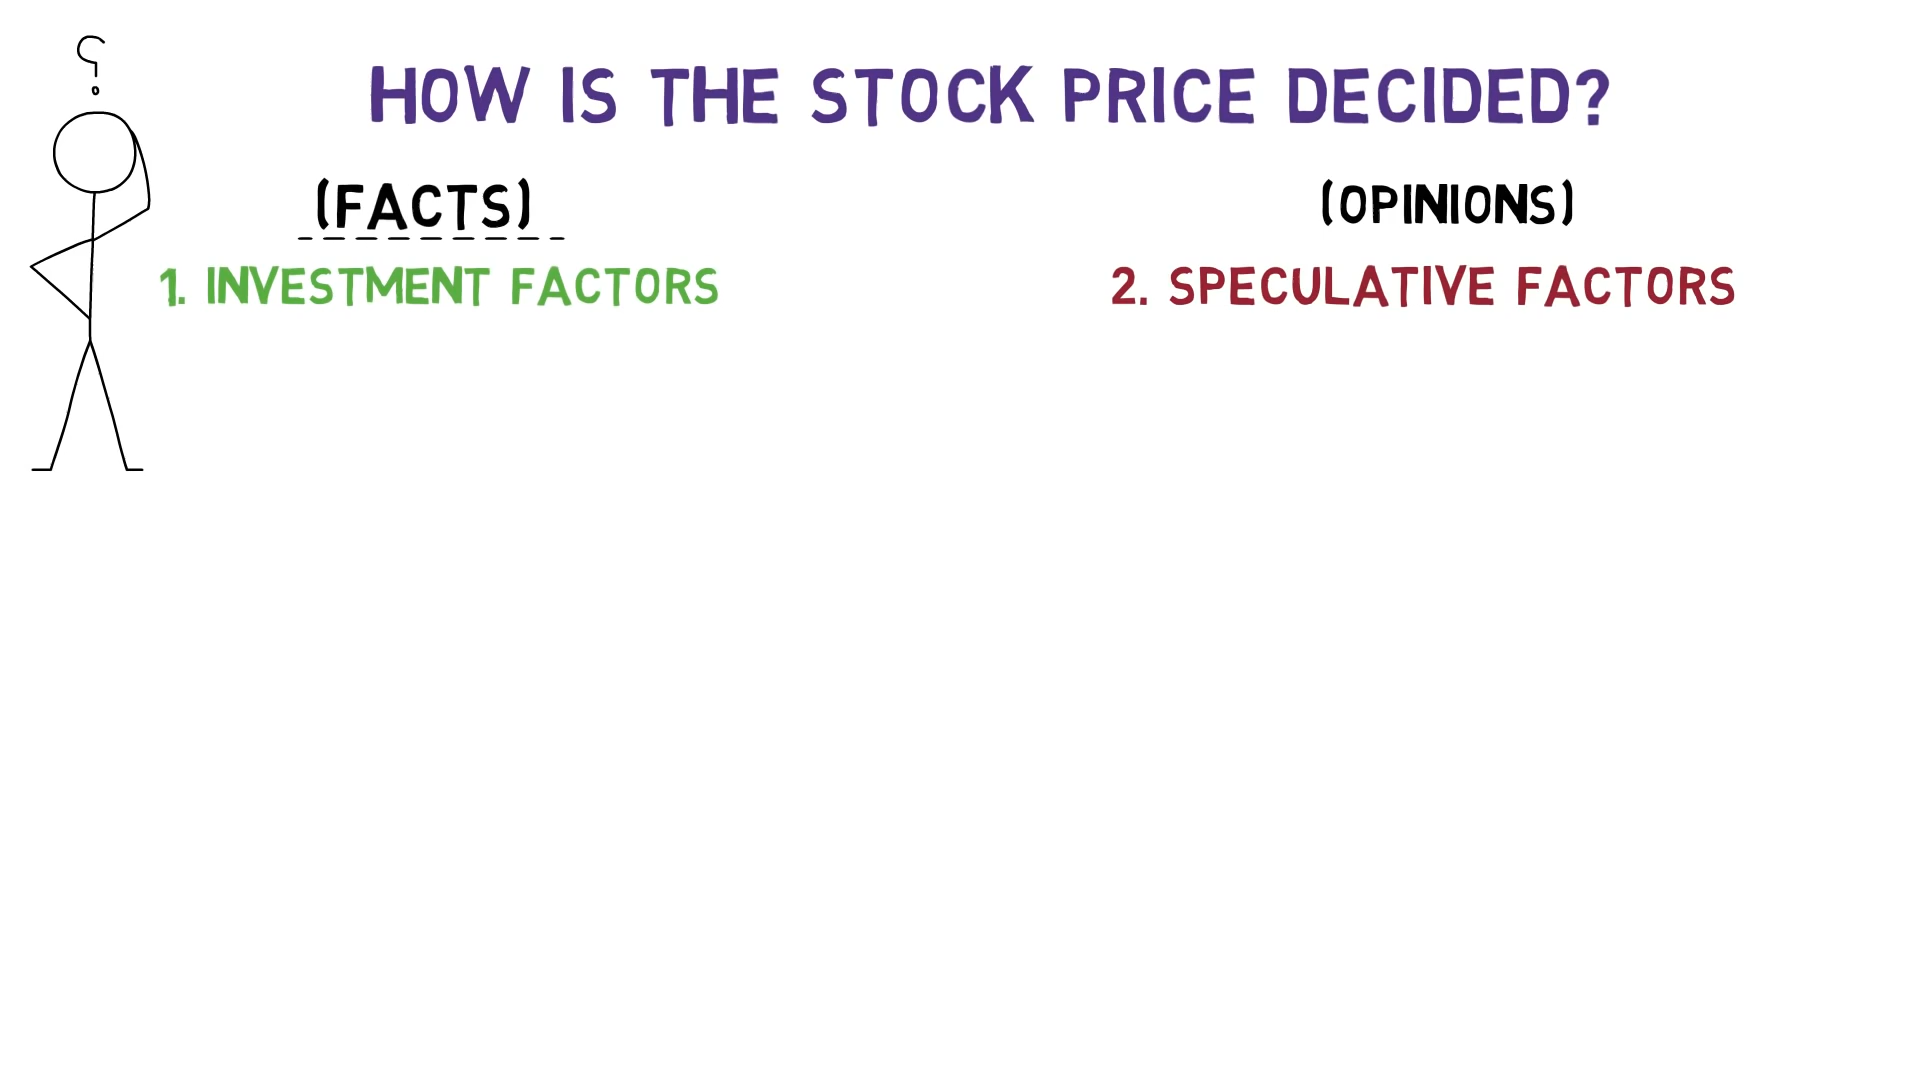 ?
HOW IS THE STOCK PRICE DECIDED?
(FACTS)
(OPINIONS)
1. INVESTMENT FACTORS
2. SPECULATIVE FACTORS